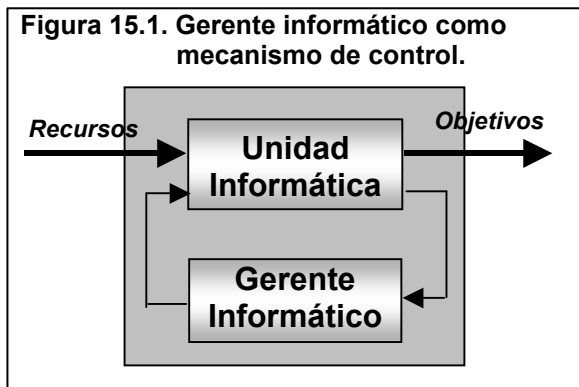 Figura 15.1. Gerente informático como
mecanismo de control.
Recursos
Objetivos
Unidad
Informática
Gerente
Informático